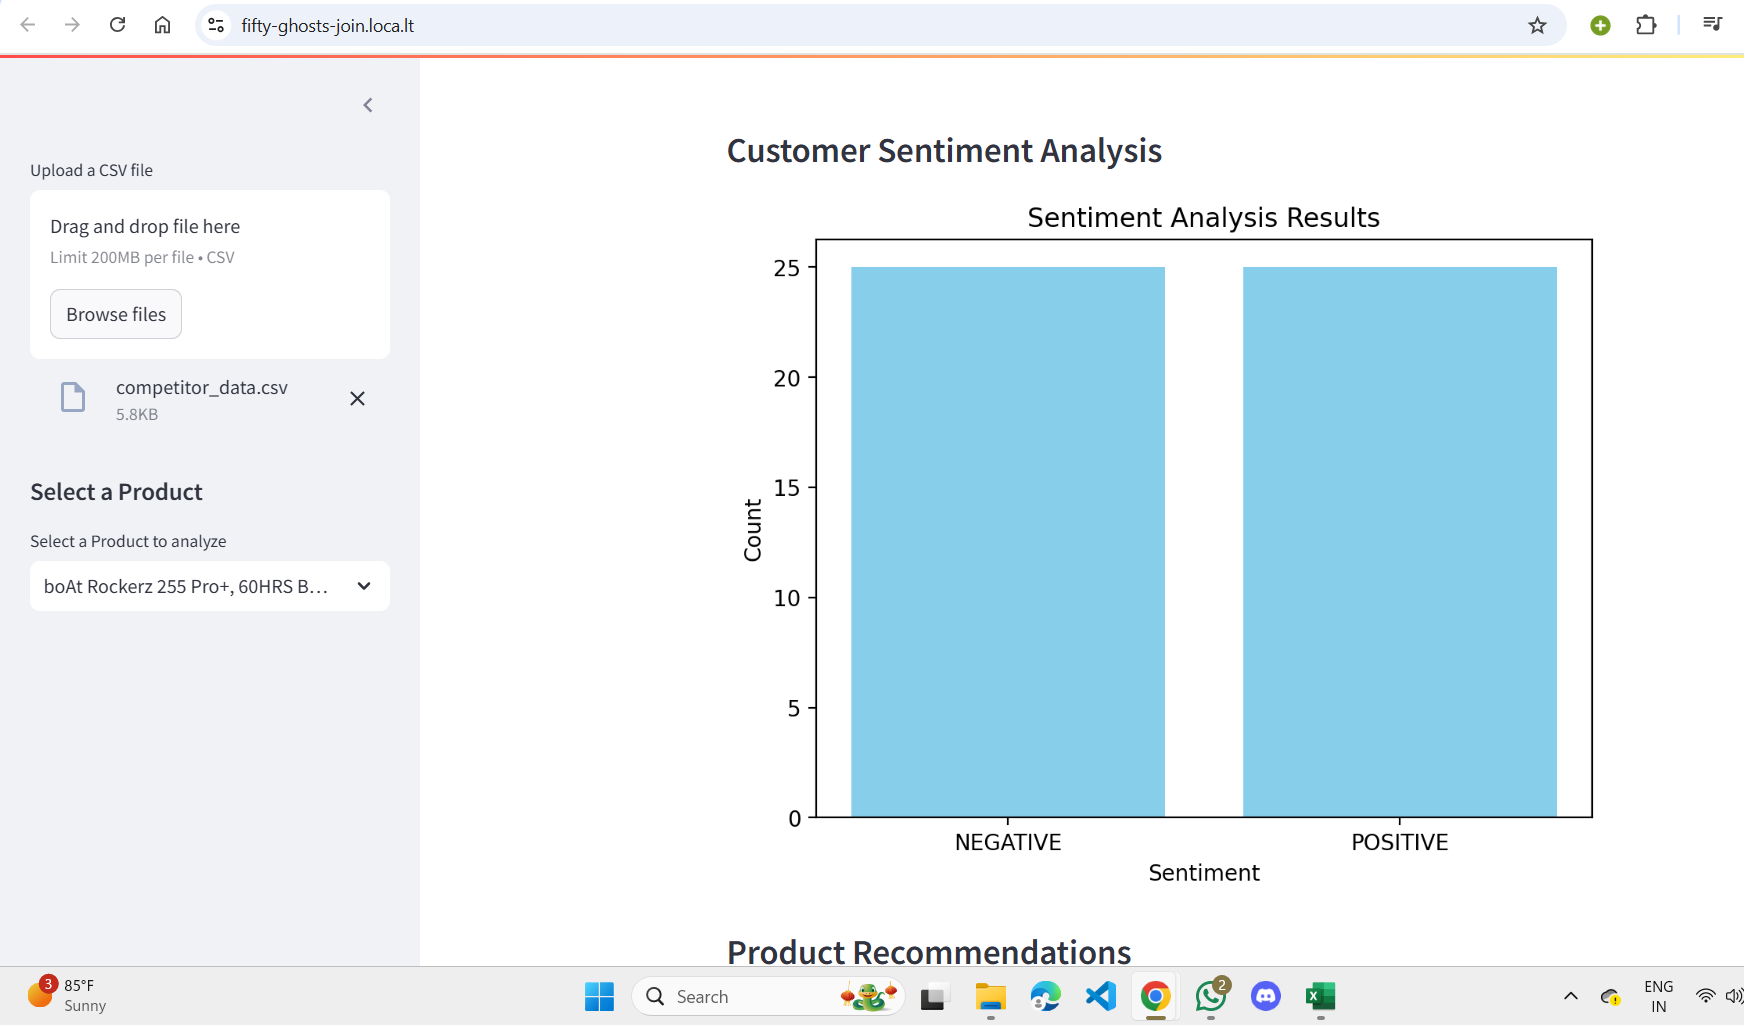 fifty-ghosts-join.loca.lt
Upload a CSV file
Drag and drop file here
Limit 200MB per file • CSV
Browse files
competitor_data.csv
5.8KB
Select a Product
Select a Product to analyze
boAt Rockerz 255 Pro+, 60HRS B...
Customer Sentiment Analysis
Sentiment Analysis Results
25
20
15
10
5
0
Count
NEGATIVE
POSITIVE
Sentiment
Product Recommendations
3
85°F
Sunny
Search
2
ENG
IN